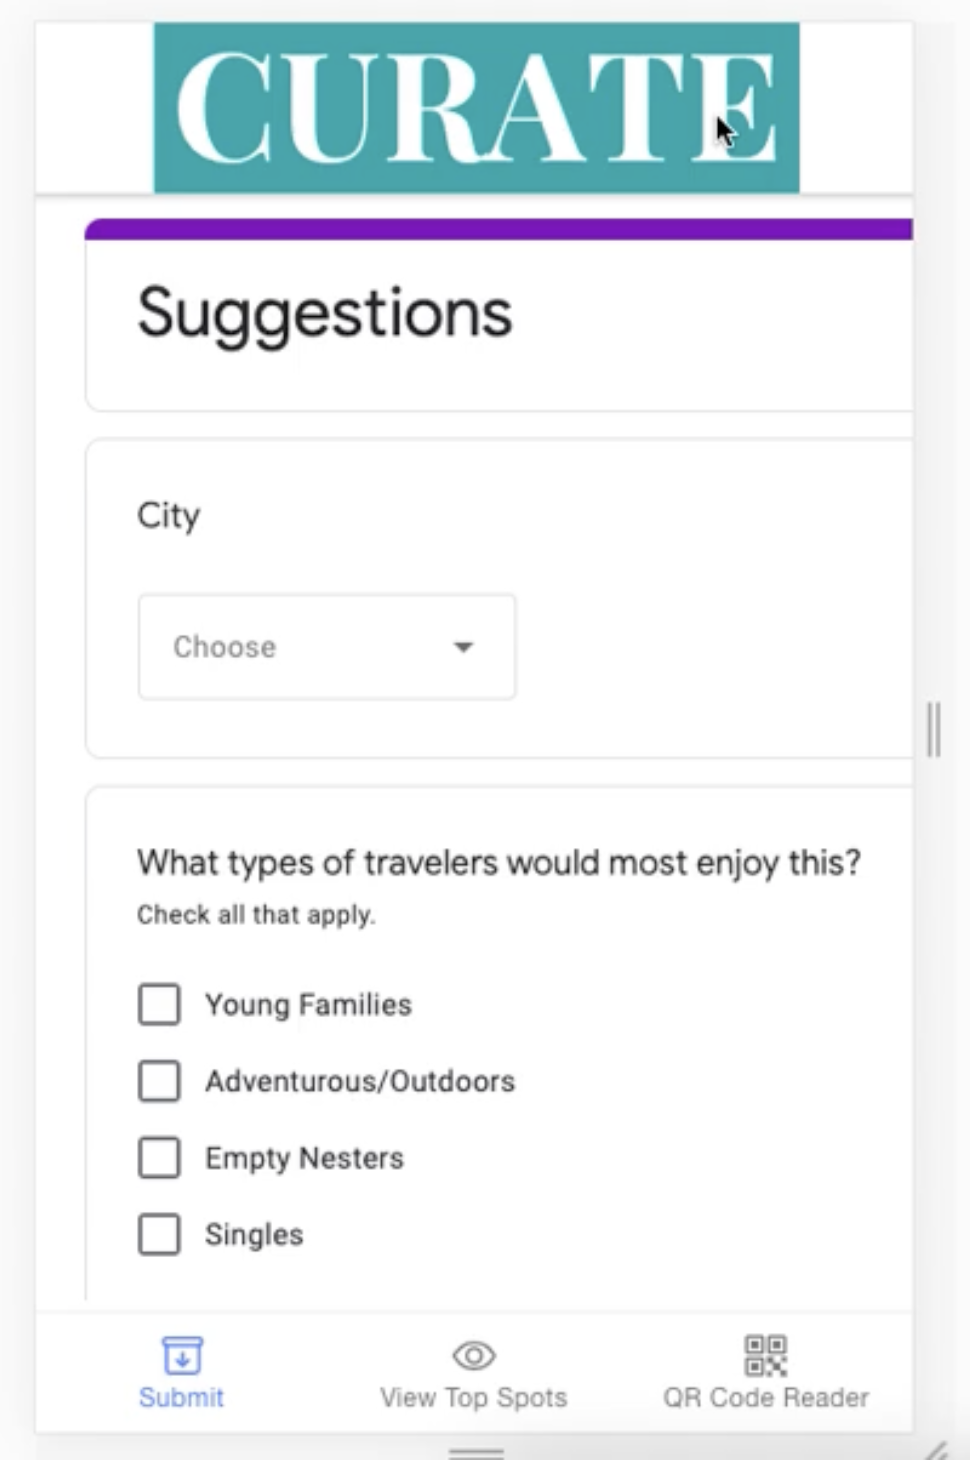 CURATE
Suggestions
City
Choose
What types of travelers would most enjoy this?
Check all that apply.
Young Families
Adventurous/Outdoors
Empty Nesters
Singles
Submit
View Top Spots
QR Code Reader